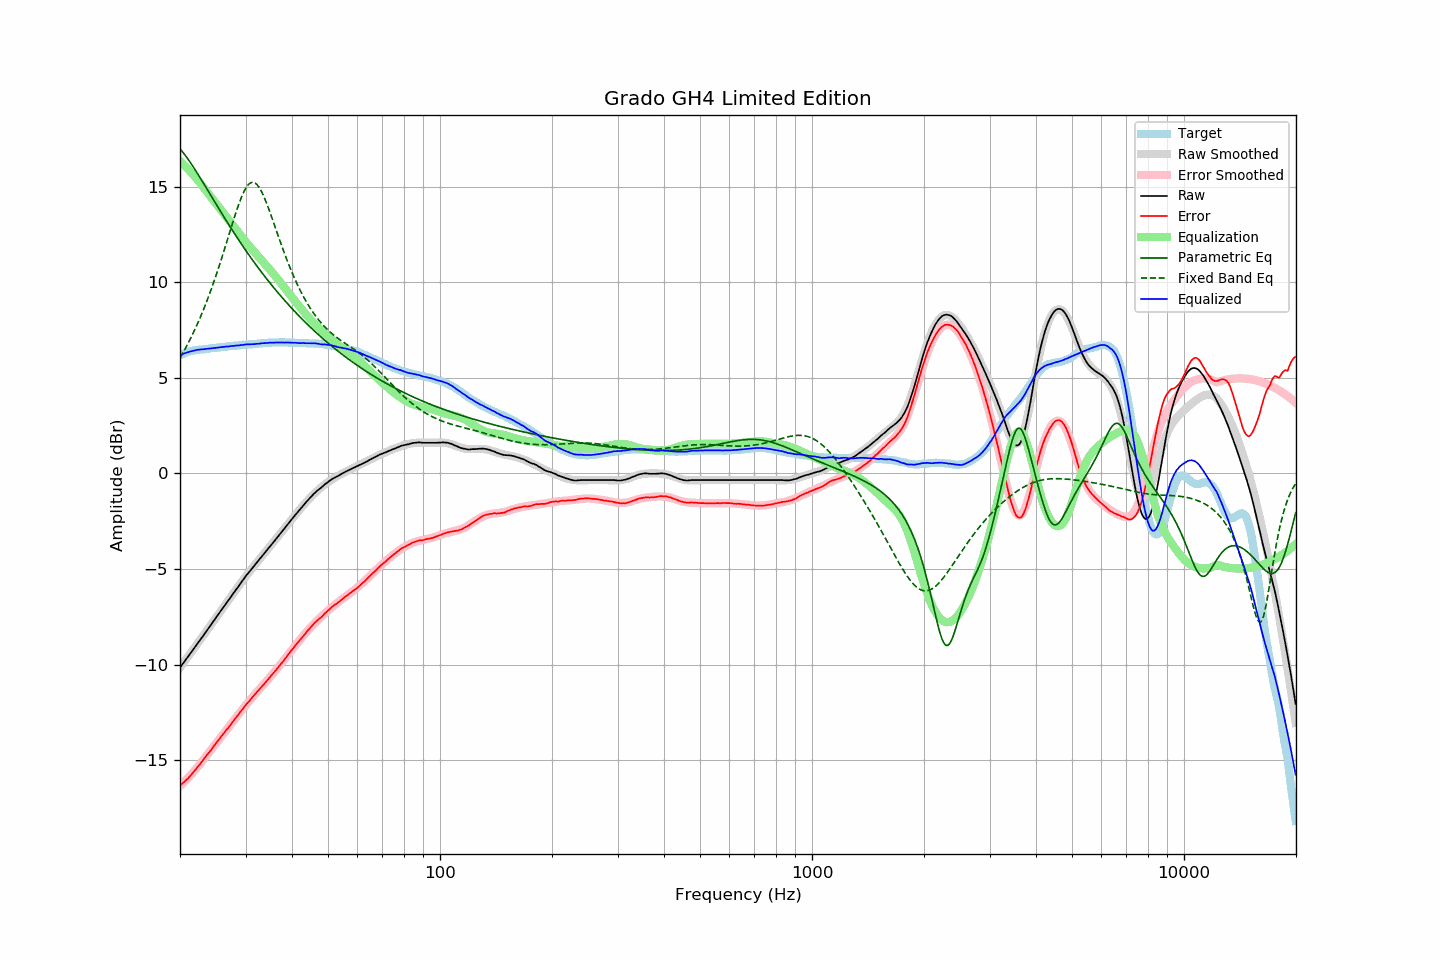 Grado GH4 Limited Edition
Target
Raw Smoothed
Error Smoothed
Raw
Error
Equalization
Parametric Eq
Fixed Band Eq
Equalized
Amplitude (dBr)
15
10
5
0
−5
−10
−15
100
1000
10000
Frequency (Hz)